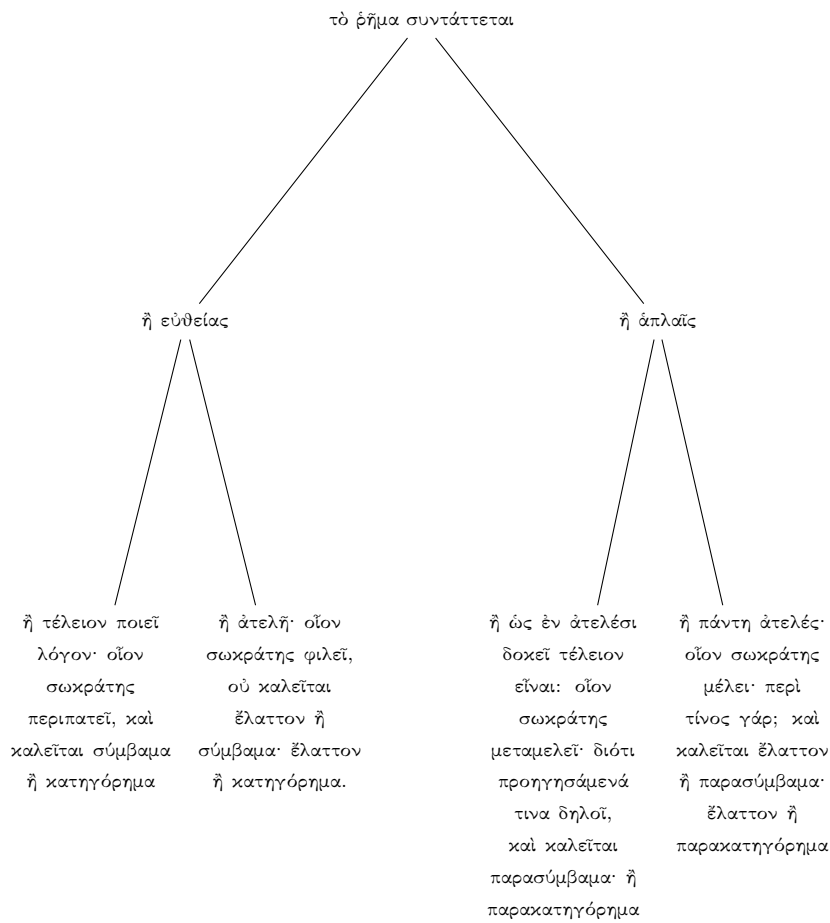 τὸ ῥῆμα συντάττεται
ἢ εὐθείας
ἢ ἁπλαῖς
ἢ τέλειον ποιεῖ
λόγον· οἷον
σωκράτης
περιπατεῖ, καὶ
καλεῖται σύμβαμα
ἢ κατηγόρημα
ἢ ἀτελῆ· οἷον
σωκράτης φιλεῖ,
οὐ καλεῖται
ἔλαττον ἢ
σύμβαμα· ἔλαττον
ἢ κατηγόρημα.
ἢ ὡς ἐν ἀτελέσι
δοκεῖ τέλειον
εἶναι: οἷον
σωκράτης
μεταμελεῖ· διότι
προηγησάμενά
τινα δηλοῖ,
καὶ καλεῖται
παρασύμβαμα· ἢ
παρακατηγόρημα
ἢ πάντη ἀτελές·
οἷον σωκράτης
μέλει· περὶ
τίνος γάρ; καὶ
καλεῖται ἔλαττον
ἢ παρασύμβαμα·
ἔλαττον ἢ
παρακατηγόρημα